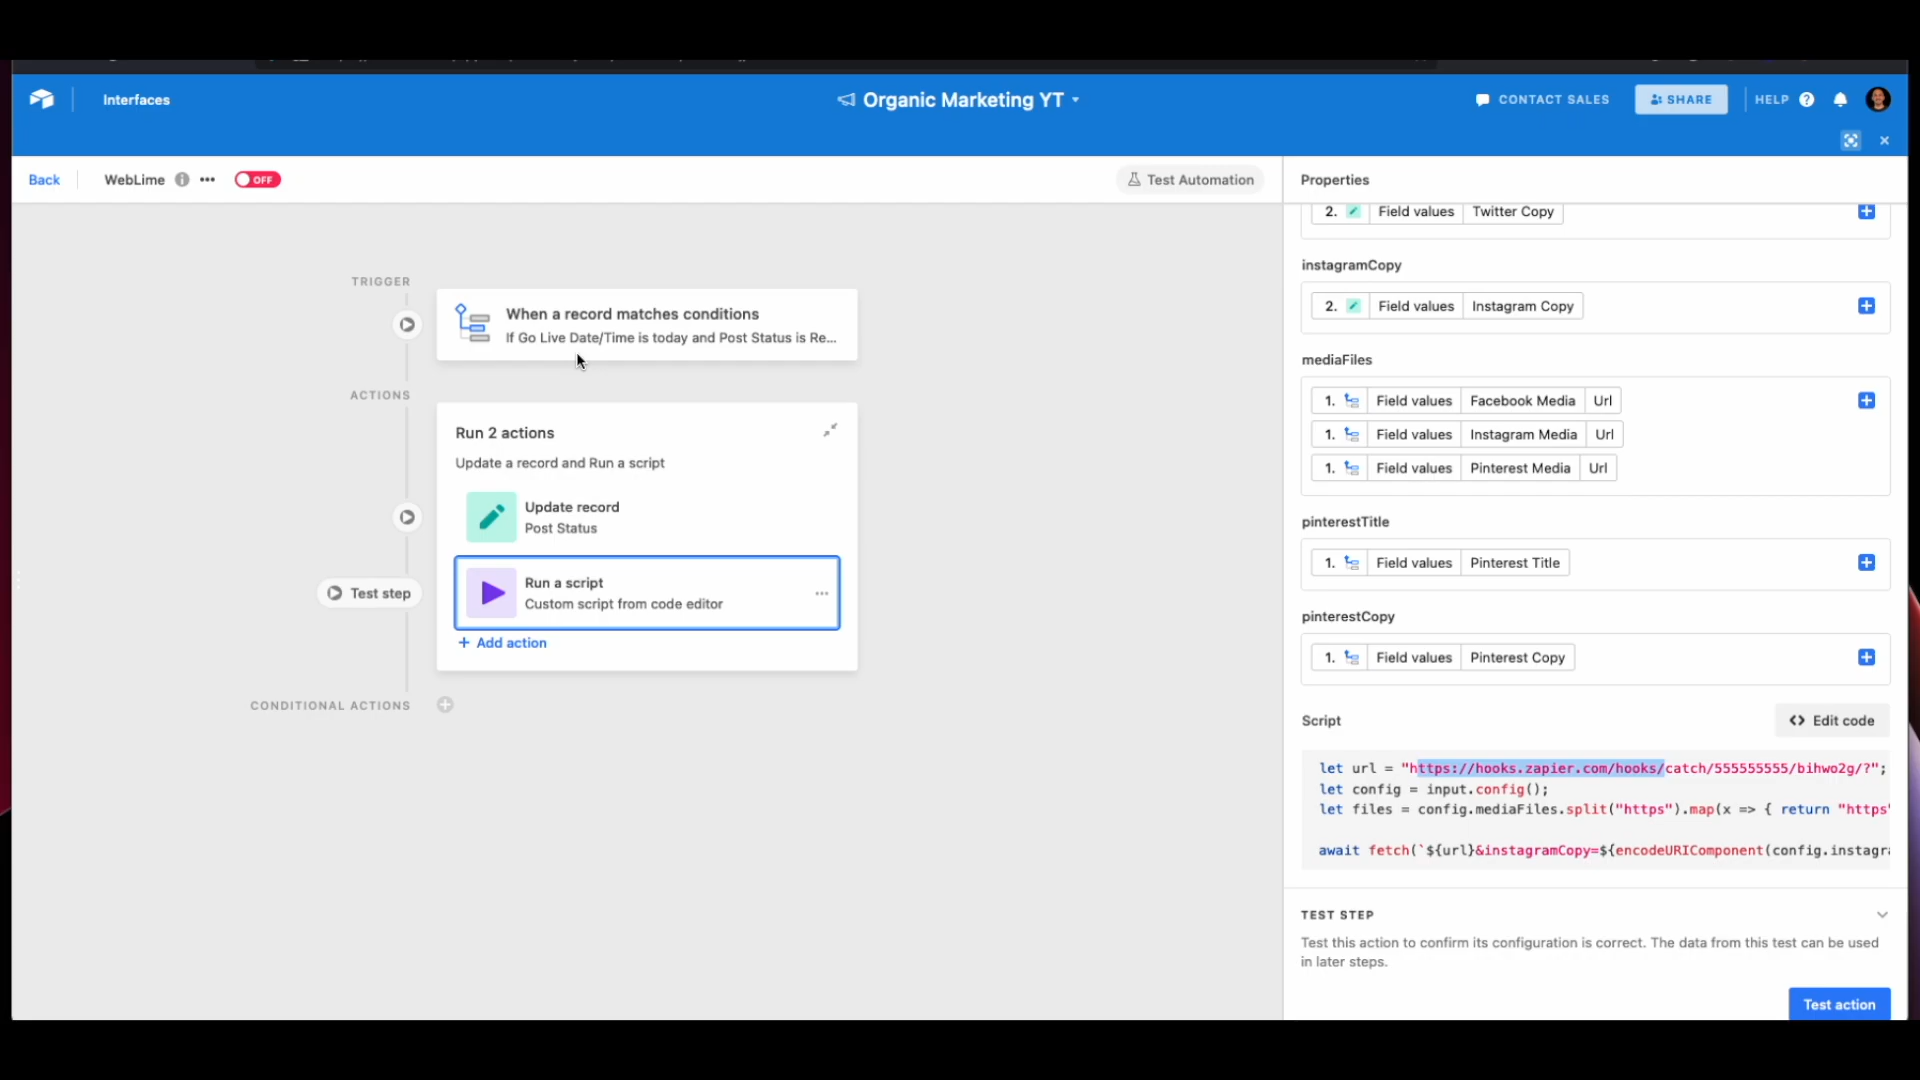 Interfaces
Organic Marketing YT
CONTACT SALES
SHARE
HELP
Back
WebLime
OFF
Test Automation
Properties
TRIGGER
When a record matches conditions
If Go Live Date/Time is today and Post Status is Re...
ACTIONS
Run 2 actions
Update a record and Run a script
Update record
Post Status
Test step
Run a script
Custom script from code editor
+ Add action
CONDITIONAL ACTIONS
2. Field values Twitter Copy
instagramCopy
2. Field values Instagram Copy
mediaFiles
1. Field values Facebook Media Url
1. Field values Instagram Media Url
1. Field values Pinterest Media Url
pinterestTitle
1. Field values Pinterest Title
pinterestCopy
1. Field values Pinterest Copy
Script
<> Edit code
let url = "https://hooks.zapier.com/hooks/catch/555555555/bihwo2g/?";
let config = input.config();
let files = config.mediaFiles.split("https").map(x => { return "https"
await fetch(`${url}&instagramCopy=${encodeURIComponent(config.instagra
TEST STEP
Test this action to confirm its configuration is correct. The data from this test can be used
in later steps.
Test action